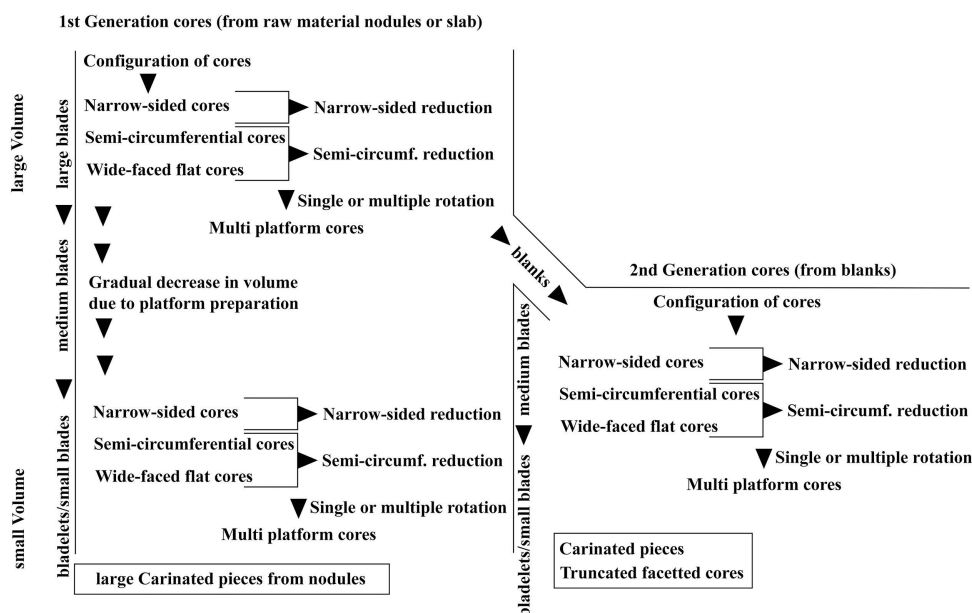 1st Generation cores (from raw material nodules or slab)
large Volume
small Volume
large blades
medium blades
bladelets/small blades
Configuration of cores
Narrow-sided cores
Narrow-sided reduction
Semi-circumferential cores
Semi-circumf. reduction
Wide-faced flat cores
Single or multiple rotation
Multi platform cores
Gradual decrease in volume
due to platform preparation
Narrow-sided cores
Narrow-sided reduction
Semi-circumferential cores
Semi-circumf. reduction
Wide-faced flat cores
Single or multiple rotation
Multi platform cores
large Carinated pieces from nodules
blanks
2nd Generation cores (from blanks)
medium blades
bladelets/small blades
Configuration of cores
Narrow-sided cores
Narrow-sided reduction
Semi-circumferential cores
Semi-circumf. reduction
Wide-faced flat cores
Single or multiple rotation
Multi platform cores
Carinated pieces
Truncated facetted cores